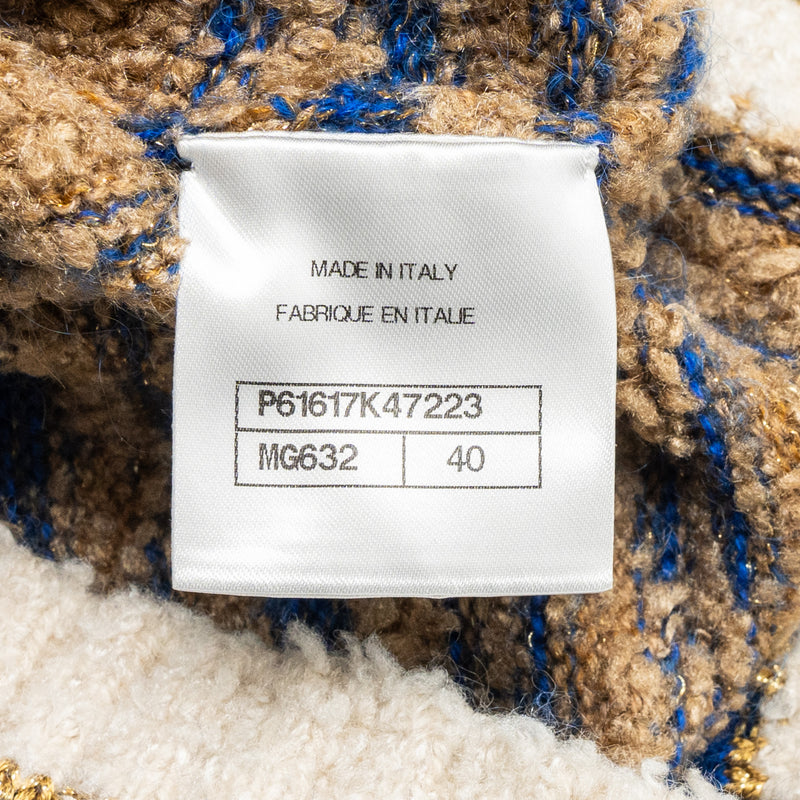 MADE IN ITALY
FABRIQUE EN ITALIE
P61617K47223
MG632 40